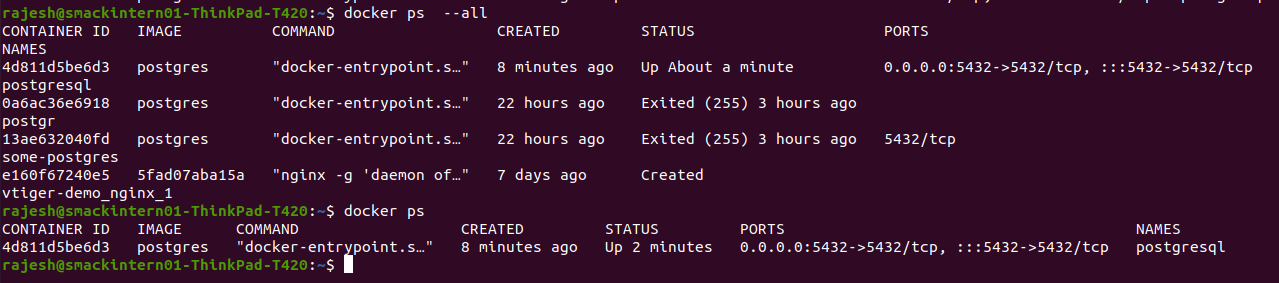 rajesh@smackintern01-ThinkPad-T420:~$ docker ps  --all
CONTAINER ID   IMAGE          COMMAND                  CREATED         STATUS                     PORTS
NAMES
4d811d5be6d3   postgres       "docker-entrypoint.s…"   8 minutes ago   Up About a minute          0.0.0.0:5432->5432/tcp, :::5432->5432/tcp
postgresql
0a6ac36e6918   postgres       "docker-entrypoint.s…"   22 hours ago    Exited (255) 3 hours ago
postgr
13ae632040fd   postgres       "docker-entrypoint.s…"   22 hours ago    Exited (255) 3 hours ago   5432/tcp
some-postgres
e160f67240e5   5fad07aba15a   "nginx -g 'daemon of…"   7 days ago      Created
vtiger-demo_nginx_1
rajesh@smackintern01-ThinkPad-T420:~$ docker ps
CONTAINER ID   IMAGE      COMMAND                  CREATED         STATUS         PORTS                                       NAMES
4d811d5be6d3   postgres   "docker-entrypoint.s…"   8 minutes ago   Up 2 minutes   0.0.0.0:5432->5432/tcp, :::5432->5432/tcp   postgresql
rajesh@smackintern01-ThinkPad-T420:~$